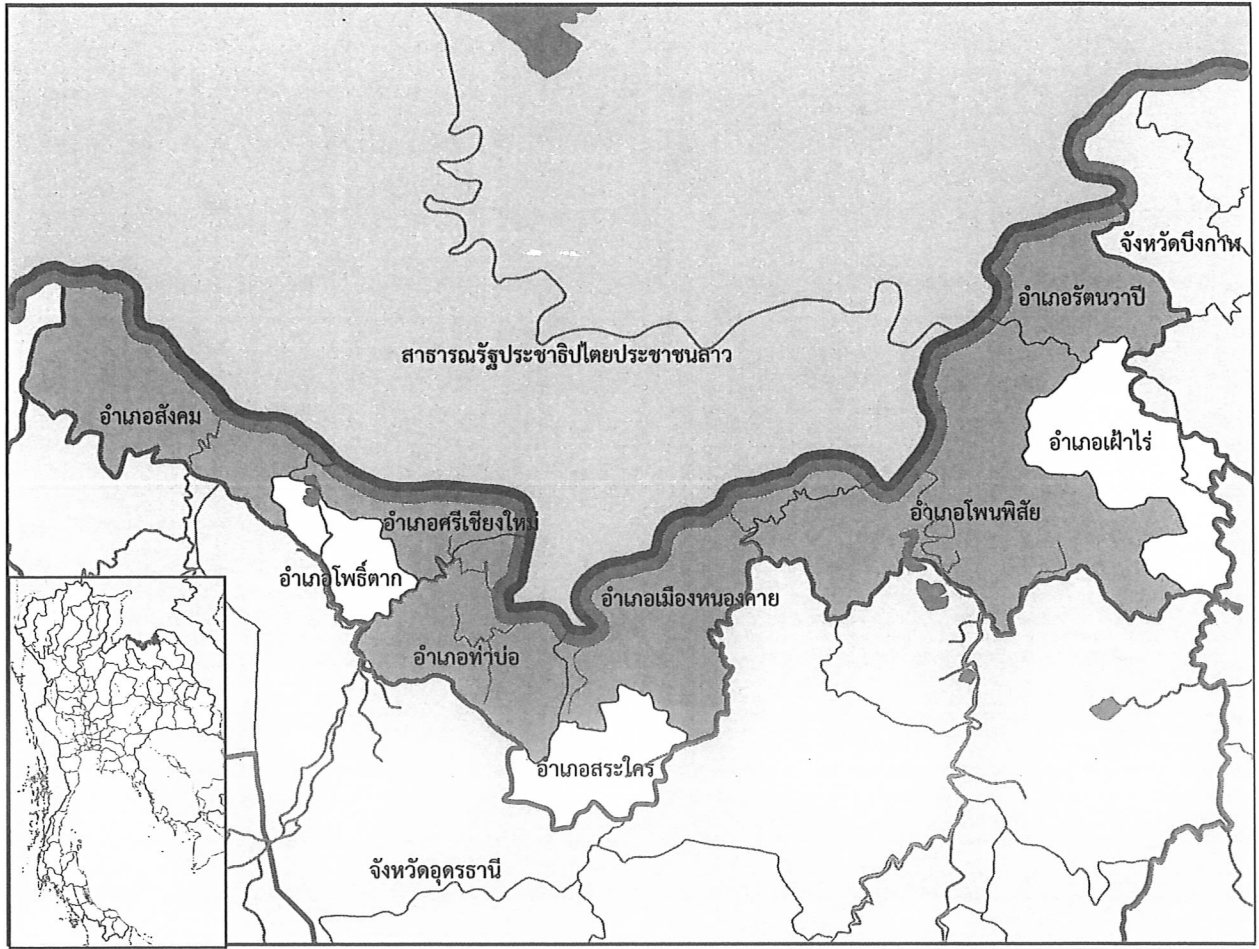 จังหวัดบึงกาฬ
อำเภอรัตนวาปี
สาธารณรัฐประชาธิปไตยประชาชนลาว
อำเภอสังคม
อำเภอเฝ้าไร่
อำเภอศรีเชียงใหม่
อำเภอโพนพิสัย
อำเภอโพธิ์ตาก
อำเภอเมืองหนองคาย
อำเภอท่าบ่อ
อำเภอสระใคร
จังหวัดอุดรธานี